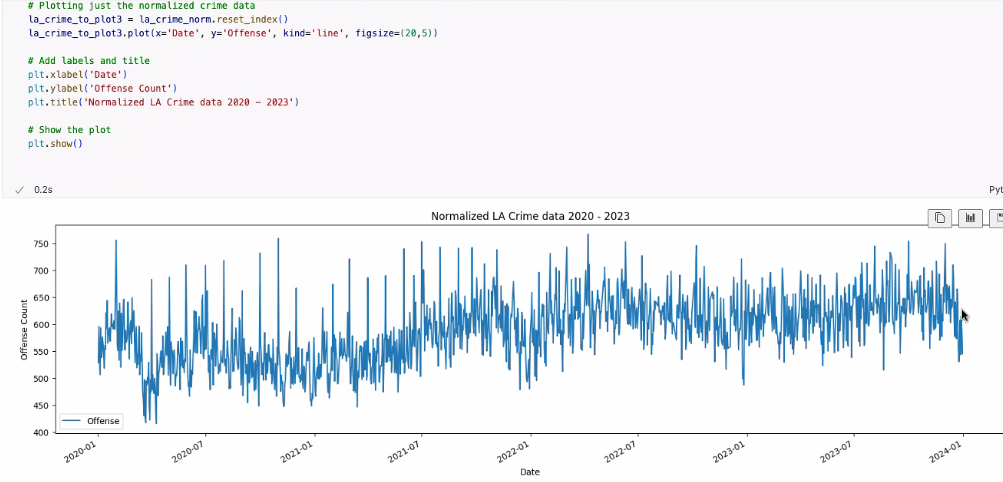 # Plotting just the normalized crime data
la_crime_to_plot3 = la_crime_norm.reset_index()
la_crime_to_plot3.plot(x='Date', y='Offense', kind='line', figsize=(20,5))
# Add labels and title
plt.xlabel('Date')
plt.ylabel('Offense Count')
plt.title('Normalized LA Crime data 2020 - 2023')
# Show the plot
plt.show()
0.2s
Pyt
Normalized LA Crime data 2020 - 2023
750
700
650
600
550
500
450
400
Offense Count
Offense
2020-01
2020-07
2021-01
2021-07
2022-01
2022-07
2023-01
2023-07
2024-01
Date